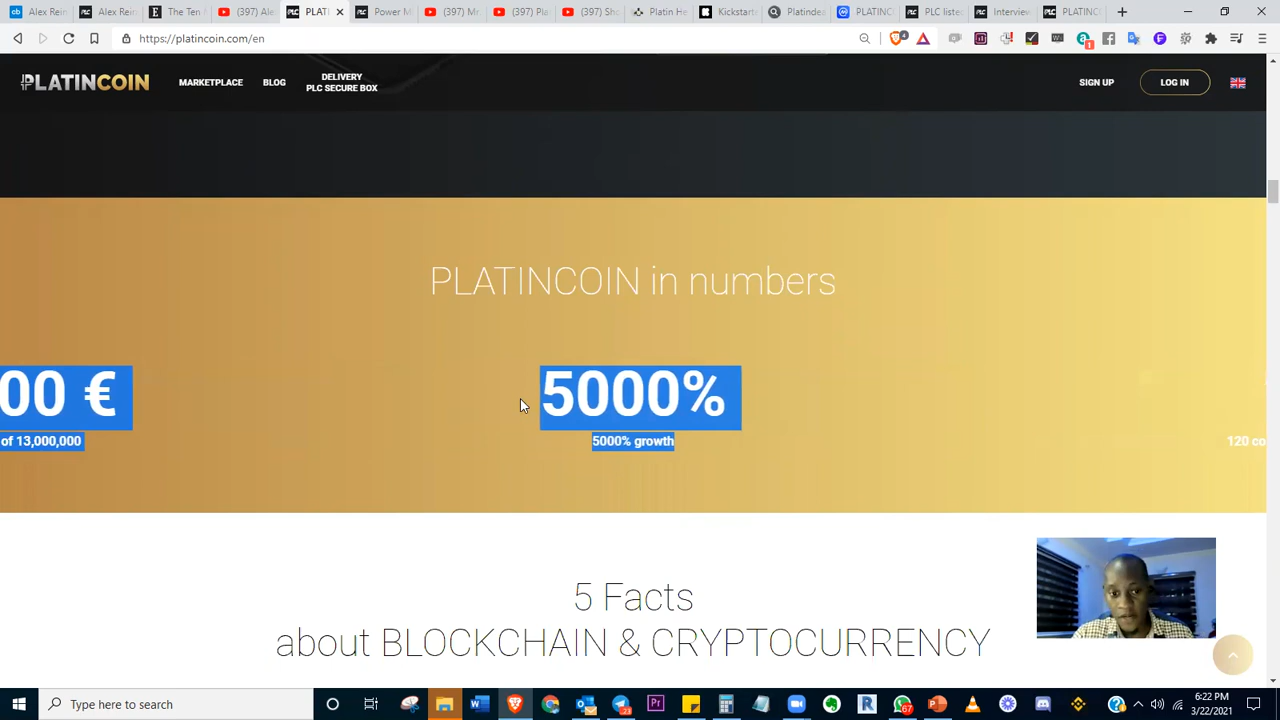 Alex Rein
Alex Rein
The Ten
(397) Ale
PLATI
Power M
(397) Mr
(397) Pla
(397) Sho
Platin He
Kickstarte
Platindea
PLATINC
PLC liste
Interview
PLATINC
https://platincoin.com/en
PLATINCOIN
MARKETPLACE
BLOG
DELIVERY
PLC SECURE BOX
SIGN UP
LOG IN
PLATINCOIN in numbers
00 €
5000%
of 13,000,000
5000% growth
120 co
5 Facts
about BLOCKCHAIN & CRYPTOCURRENCY
Type here to search
6:22 PM
3/22/2021